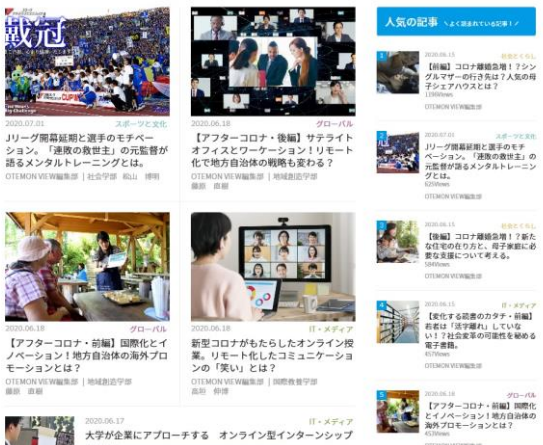 戴冠
2020.07.01
スポーツと文化
Jリーグ開幕延期と選手のモチベー
ション。「連敗の救世主」の元監督が
語るメンタルトレーニングとは。
OTEMON VIEW編集部 | 社会学部 松山 博明
2020.06.18
グローバル
【アフターコロナ・後編】サテライト
オフィスとワーケーション!リモート
化で地方自治体の戦略も変わる?
OTEMON VIEW編集部 | 地域創造学部
藤原 直樹
2020.06.18
グローバル
【アフターコロナ・前編】国際化とイ
ノベーション!地方自治体の海外プロ
モーションとは?
OTEMON VIEW編集部 | 地域創造学部
藤原 直樹
2020.06.18
IT・メディア
新型コロナがもたらしたオンライン授
業。リモート化したコミュニケーショ
ンの「笑い」とは?
OTEMON VIEW編集部 | 国際教養学部
高垣 伸博
2020.06.17
IT・メディア
大学が企業にアプローチする オンライン型インターンシップ
人気の記事 ＼よく読まれている記事!／
1
2020.06.15
社会とくらし
【前編】コロナ離婚急増!?シン
グルマザーの行き先は?人気の母
子シェアハウスとは?
1190Views
OTEMON VIEW編集部
2
2020.07.01
スポーツと文化
Jリーグ開幕延期と選手のモチ
ベーション。「連敗の救世主」の
元監督が語るメンタルトレーニン
グとは。
625Views
OTEMON VIEW編集部
3
2020.06.15
社会とくらし
【後編】コロナ離婚急増!?新た
な住宅の在り方と、母子家庭に必
要な支援について考える。
584Views
OTEMON VIEW編集部
4
2020.06.15
IT・メディア
【変化する読書のカタチ・前編】
若者は「活字離れ」していな
い!?社会変革の可能性を秘める
電子書籍。
457Views
OTEMON VIEW編集部
5
2020.06.18
グローバル
【アフターコロナ・前編】国際化
とイノベーション!地方自治体の
海外プロモーションとは?
453Views